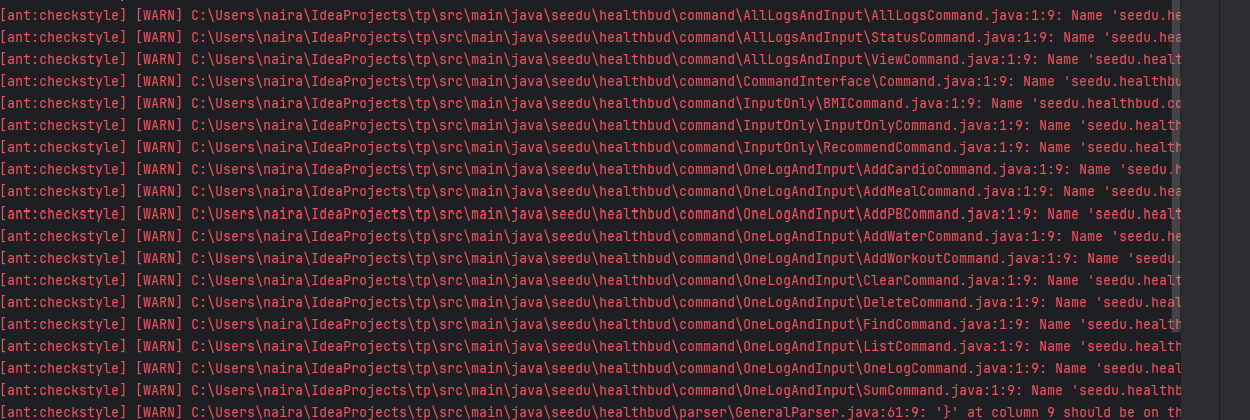 [ant:checkstyle] [WARN] C:\Users\naira\IdeaProjects\tp\src\main\java\seedu\healthbud\command\AllLogsAndInput\AllLogsCommand.java:1:9: Name 'seedu.he
[ant:checkstyle] [WARN] C:\Users\naira\IdeaProjects\tp\src\main\java\seedu\healthbud\command\AllLogsAndInput\StatusCommand.java:1:9: Name 'seedu.hea
[ant:checkstyle] [WARN] C:\Users\naira\IdeaProjects\tp\src\main\java\seedu\healthbud\command\AllLogsAndInput\ViewCommand.java:1:9: Name 'seedu.healt
[ant:checkstyle] [WARN] C:\Users\naira\IdeaProjects\tp\src\main\java\seedu\healthbud\command\CommandInterface\Command.java:1:9: Name 'seedu.healthbu
[ant:checkstyle] [WARN] C:\Users\naira\IdeaProjects\tp\src\main\java\seedu\healthbud\command\InputOnly\BMICommand.java:1:9: Name 'seedu.healthbud.co
[ant:checkstyle] [WARN] C:\Users\naira\IdeaProjects\tp\src\main\java\seedu\healthbud\command\InputOnly\InputOnlyCommand.java:1:9: Name 'seedu.health
[ant:checkstyle] [WARN] C:\Users\naira\IdeaProjects\tp\src\main\java\seedu\healthbud\command\InputOnly\RecommendCommand.java:1:9: Name 'seedu.health
[ant:checkstyle] [WARN] C:\Users\naira\IdeaProjects\tp\src\main\java\seedu\healthbud\command\OneLogAndInput\AddCardioCommand.java:1:9: Name 'seedu.h
[ant:checkstyle] [WARN] C:\Users\naira\IdeaProjects\tp\src\main\java\seedu\healthbud\command\OneLogAndInput\AddMealCommand.java:1:9: Name 'seedu.hea
[ant:checkstyle] [WARN] C:\Users\naira\IdeaProjects\tp\src\main\java\seedu\healthbud\command\OneLogAndInput\AddPBCommand.java:1:9: Name 'seedu.healt
[ant:checkstyle] [WARN] C:\Users\naira\IdeaProjects\tp\src\main\java\seedu\healthbud\command\OneLogAndInput\AddWaterCommand.java:1:9: Name 'seedu.he
[ant:checkstyle] [WARN] C:\Users\naira\IdeaProjects\tp\src\main\java\seedu\healthbud\command\OneLogAndInput\AddWorkoutCommand.java:1:9: Name 'seedu.
[ant:checkstyle] [WARN] C:\Users\naira\IdeaProjects\tp\src\main\java\seedu\healthbud\command\OneLogAndInput\ClearCommand.java:1:9: Name 'seedu.healt
[ant:checkstyle] [WARN] C:\Users\naira\IdeaProjects\tp\src\main\java\seedu\healthbud\command\OneLogAndInput\DeleteCommand.java:1:9: Name 'seedu.heal
[ant:checkstyle] [WARN] C:\Users\naira\IdeaProjects\tp\src\main\java\seedu\healthbud\command\OneLogAndInput\FindCommand.java:1:9: Name 'seedu.health
[ant:checkstyle] [WARN] C:\Users\naira\IdeaProjects\tp\src\main\java\seedu\healthbud\command\OneLogAndInput\ListCommand.java:1:9: Name 'seedu.health
[ant:checkstyle] [WARN] C:\Users\naira\IdeaProjects\tp\src\main\java\seedu\healthbud\command\OneLogAndInput\OneLogCommand.java:1:9: Name 'seedu.heal
[ant:checkstyle] [WARN] C:\Users\naira\IdeaProjects\tp\src\main\java\seedu\healthbud\command\OneLogAndInput\SumCommand.java:1:9: Name 'seedu.healthb
[ant:checkstyle] [WARN] C:\Users\naira\IdeaProjects\tp\src\main\java\seedu\healthbud\parser\GeneralParser.java:61:9: '}' at column 9 should be on th